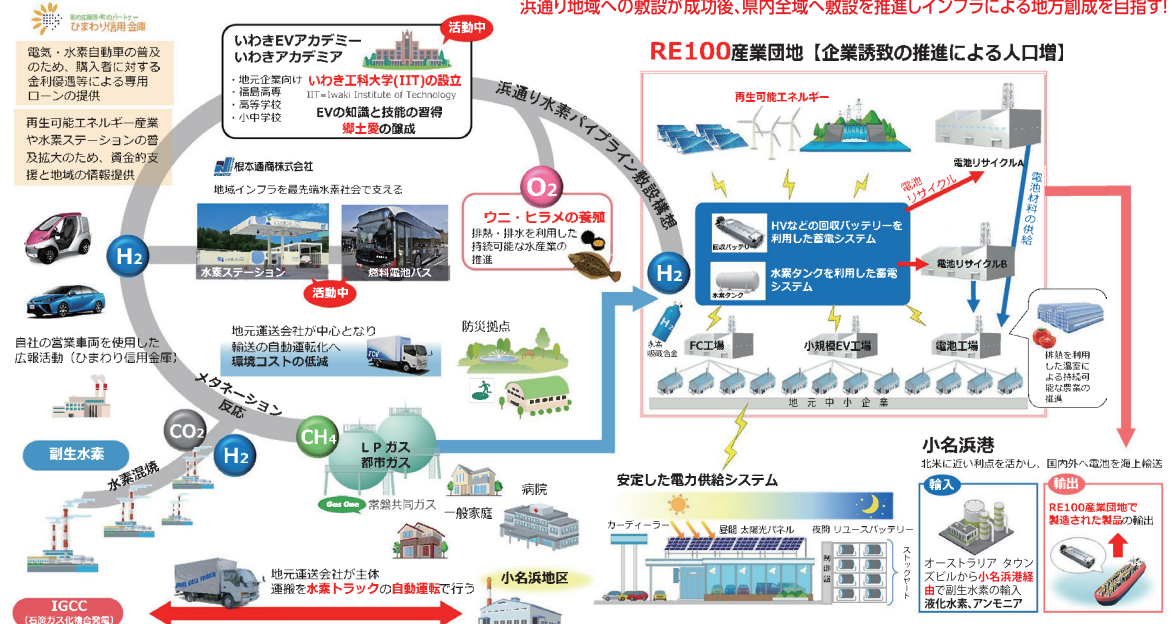 浜通り地域への敷設が成功後、県内全域へ敷設を推進しインフラによる地方創成を目指す!
ひまわり信用金庫
電気・水素自動車の普及
のため、購入者に対する
金利優遇等による専用
ローンの提供
再生可能エネルギー産業
や水素ステーションの普
及拡大のため、資金的支
援と地域の情報提供
いわきEVアカデミー
いわきアカデミア
活動中
・地元企業向け
・福島高専
・高等学校
・小中学校
いわき工科大学(IIT)の設立
IIT=Iwaki Institute of Technology
EVの知識と技能の習得
郷土愛の醸成
浜通り水素パイプライン敷設構想
根本通商株式会社
地域インフラを最先端水素社会で支える
水素ステーション
燃料電池バス
活動中
H2
O2
ウニ・ヒラメの養殖
排熱・排水を利用した
持続可能な水産業の
推進
H2
水素
吸蔵合金
H2
自社の営業車両を使用した
広報活動（ひまわり信用金庫）
地元運送会社が中心となり
輸送の自動運転化へ
環境コストの低減
FCV
防災拠点
メタネーション
反応
CO2
H2
CH4
副生水素
水素混焼
LPガス
都市ガス
Gas One
常磐共同ガス
一般家庭
病院
IGCC
(石炭ガス化複合発電)
FUEL CELL TRUCK
地元運送会社が主体
運搬を水素トラックの自動運転で行う
小名浜地区
RE100産業団地【企業誘致の推進による人口増】
再生可能エネルギー
電池リサイクルA
電池
リサイクル
電池材料の供給
回収バッテリー
HVなどの回収バッテリーを
利用した蓄電システム
水素タンク
水素タンクを利用した蓄電
システム
電池リサイクルB
FC工場
小規模EV工場
電池工場
地元中小企業
排熱を利用
した温室に
よる持続可
能な農業の
推進
安定した電力供給システム
カーディーラー
昼間 太陽光パネル
夜間 リユースバッテリー
制御部
ストックヤード
小名浜港
北米に近い利点を活かし、国内外へ電池を海上輸送
輸入
オーストラリア タウン
ズビルから小名浜港経
由で副生水素の輸入
液化水素、アンモニア
輸出
RE100産業団地で
製造された製品の輸出